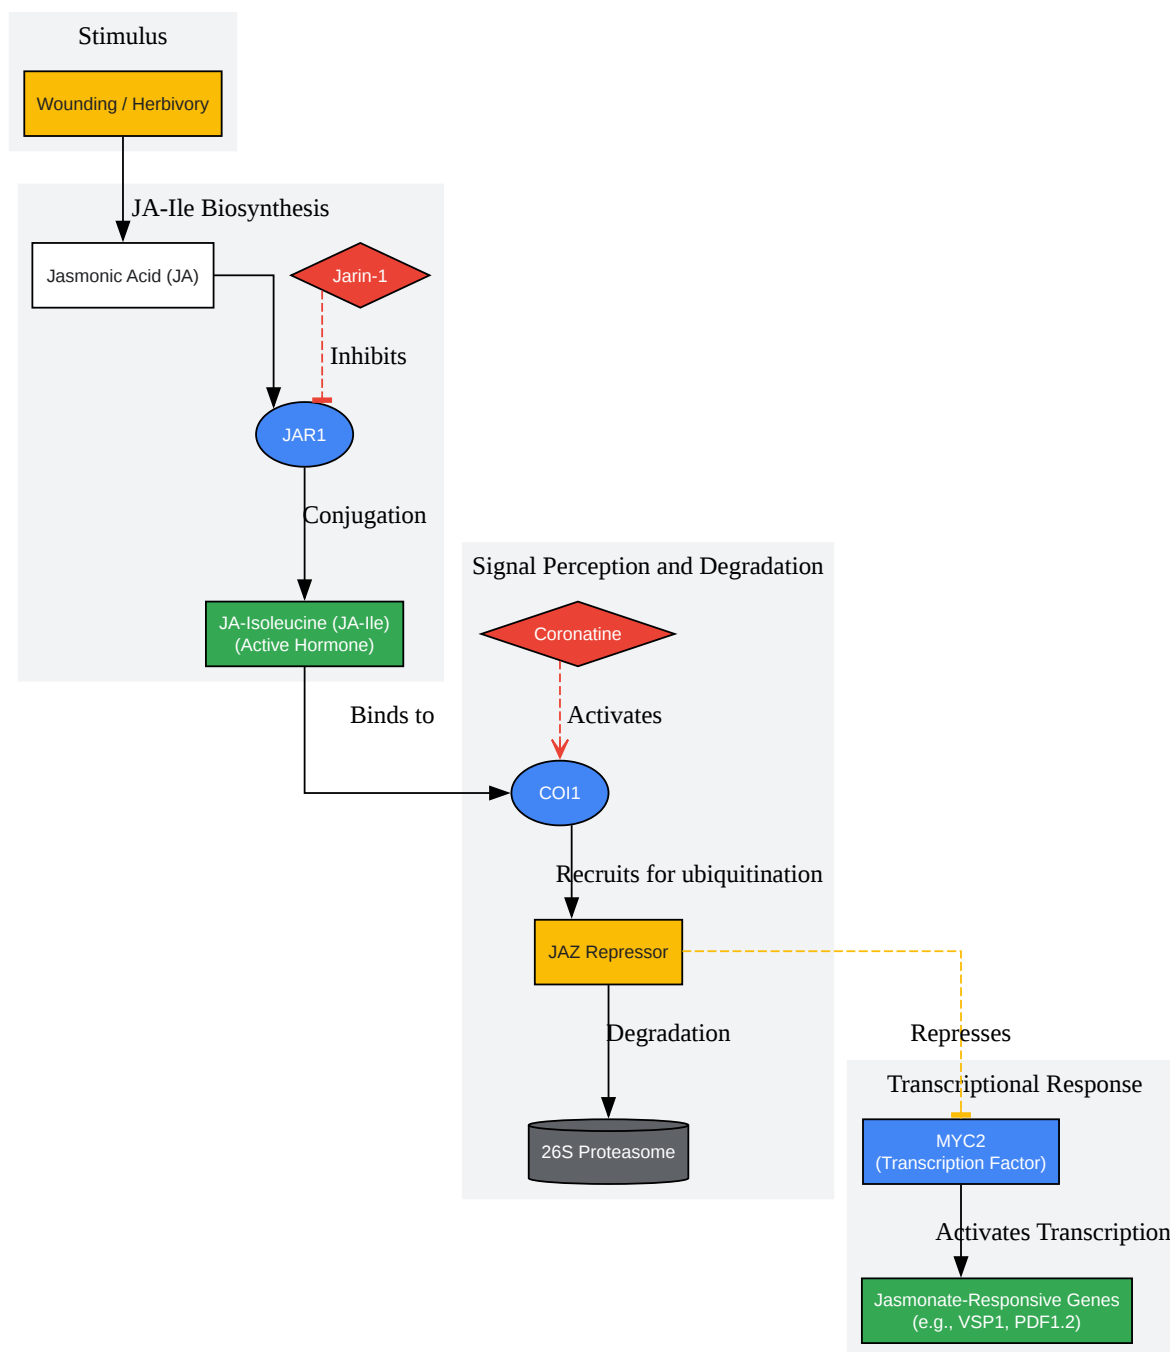 Stimulus
Wounding / Herbivory
JA-Ile Biosynthesis
Jasmonic Acid (JA)
Jarin-1
Inhibits
JAR1
Conjugation
JA-Isoleucine (JA-Ile)
(Active Hormone)
Binds to
Signal Perception and Degradation
Coronatine
Activates
COI1
Recruits for ubiquitination
JAZ Repressor
Degradation
26S Proteasome
Represses
Transcriptional Response
MYC2
(Transcription Factor)
Activates Transcription
Jasmonate-Responsive Genes
(e.g., VSP1, PDF1.2)